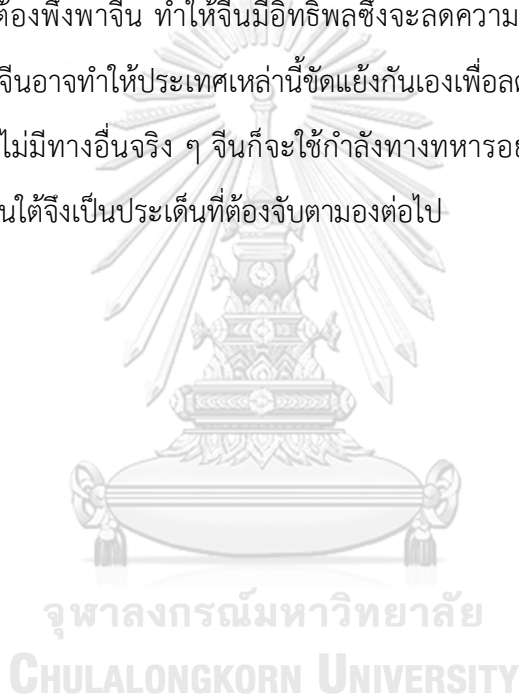 ต้องพึ่งพาจีน ทำให้จีนมีอิทธิพลซึ่งจะลดความ
จีนอาจทำให้ประเทศเหล่านี้ขัดแย้งกันเองเพื่อลด
ไม่มีทางอื่นจริง ๆ จีนก็จะใช้กำลังทางทหารอย
นใต้จึงเป็นประเด็นที่ต้องจับตามองต่อไป
จุฬาลงกรณ์มหาวิทยาลัย
CHULALONGKORN UNIVERSITY